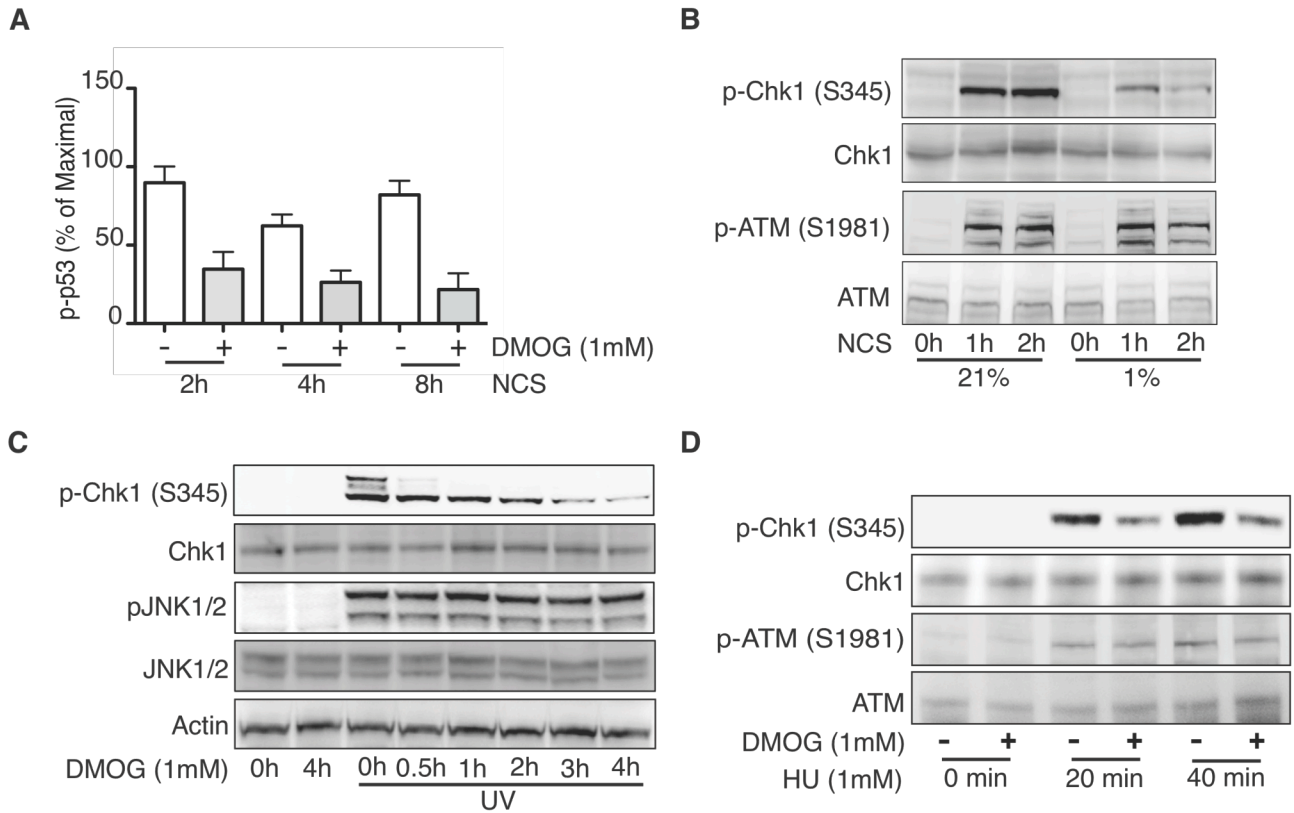 A
p-p53 (% of Maximal)
150
100
50
0
- + - + - + DMOG (1mM)
2h 4h 8h NCS
B
p-Chk1 (S345)
Chk1
p-ATM (S1981)
ATM
NCS 0h 1h 2h 0h 1h 2h
21% 1%
C
p-Chk1 (S345)
Chk1
pJNK1/2
JNK1/2
Actin
DMOG (1mM) 0h 4h 0h 0.5h 1h 2h 3h 4h
UV
D
p-Chk1 (S345)
Chk1
p-ATM (S1981)
ATM
DMOG (1mM) - + - + - +
HU (1mM) 0 min 20 min 40 min